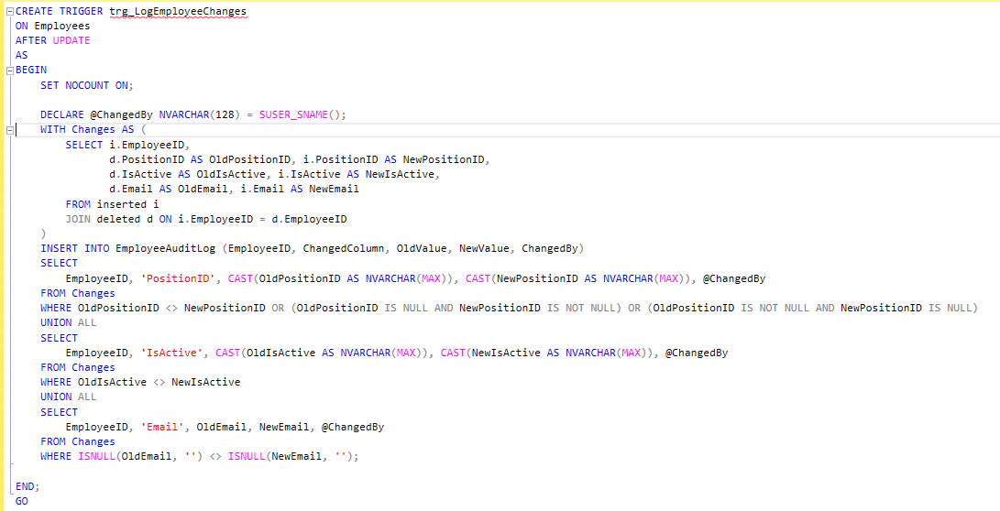 CREATE TRIGGER trg_LogEmployeeChanges
ON Employees
AFTER UPDATE
AS
BEGIN
    SET NOCOUNT ON;

    DECLARE @ChangedBy NVARCHAR(128) = SUSER_SNAME();
    WITH Changes AS (
        SELECT i.EmployeeID,
               d.PositionID AS OldPositionID, i.PositionID AS NewPositionID,
               d.IsActive AS OldIsActive, i.IsActive AS NewIsActive,
               d.Email AS OldEmail, i.Email AS NewEmail
        FROM inserted i
        JOIN deleted d ON i.EmployeeID = d.EmployeeID
    )
    INSERT INTO EmployeeAuditLog (EmployeeID, ChangedColumn, OldValue, NewValue, ChangedBy)
    SELECT
        EmployeeID, 'PositionID', CAST(OldPositionID AS NVARCHAR(MAX)), CAST(NewPositionID AS NVARCHAR(MAX)), @ChangedBy
    FROM Changes
    WHERE OldPositionID <> NewPositionID OR (OldPositionID IS NULL AND NewPositionID IS NOT NULL) OR (OldPositionID IS NOT NULL AND NewPositionID IS NULL)
    UNION ALL
    SELECT
        EmployeeID, 'IsActive', CAST(OldIsActive AS NVARCHAR(MAX)), CAST(NewIsActive AS NVARCHAR(MAX)), @ChangedBy
    FROM Changes
    WHERE OldIsActive <> NewIsActive
    UNION ALL
    SELECT
        EmployeeID, 'Email', OldEmail, NewEmail, @ChangedBy
    FROM Changes
    WHERE ISNULL(OldEmail, '') <> ISNULL(NewEmail, '');

END;
GO